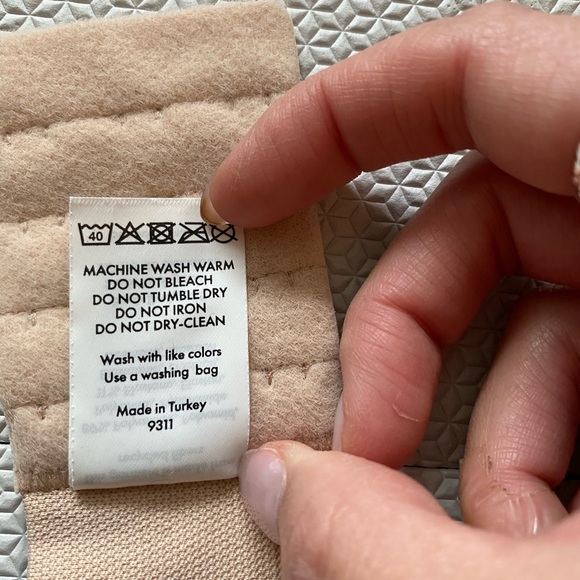 40
MACHINE WASH WARM
DO NOT BLEACH
DO NOT TUMBLE DRY
DO NOT IRON
DO NOT DRY-CLEAN
Wash with like colors
Use a washing bag
Made in Turkey
9311